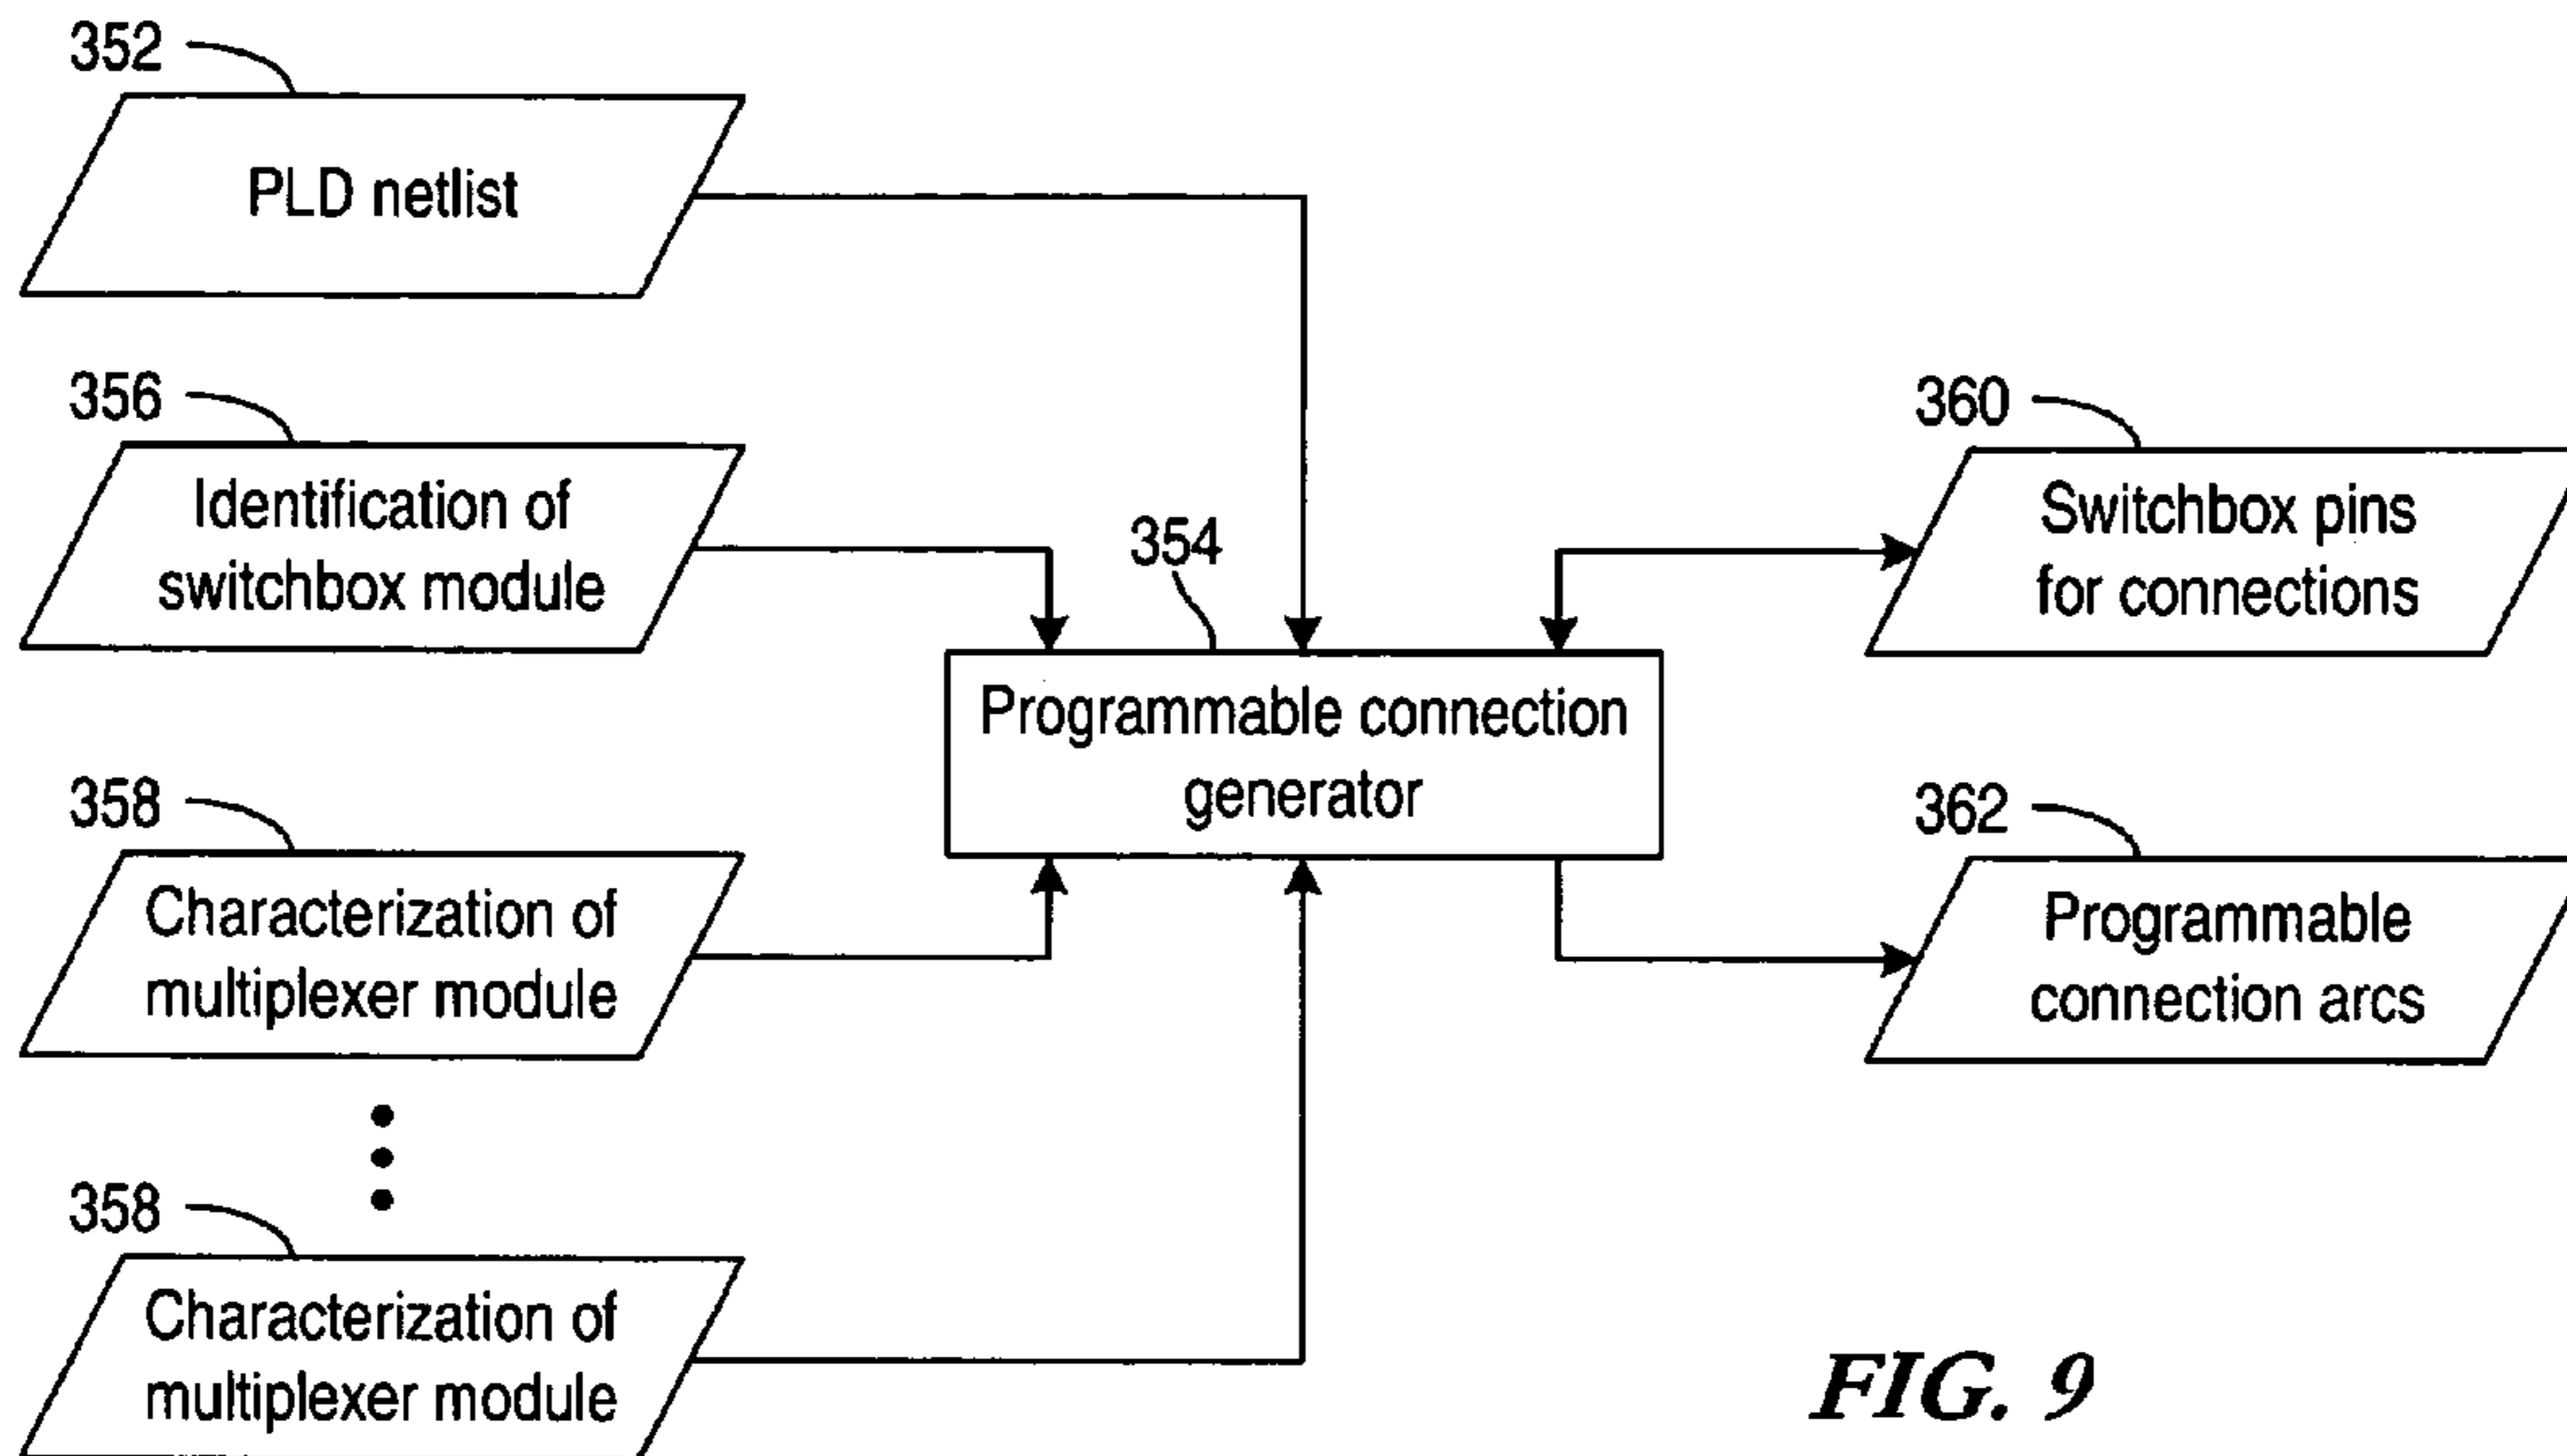 352
PLD netlist
356
Identification of
switchbox module
354
Programmable connection
generator
360
Switchbox pins
for connections
358
Characterization of
multiplexer module
362
Programmable
connection arcs
358
Characterization of
multiplexer module
FIG. 9